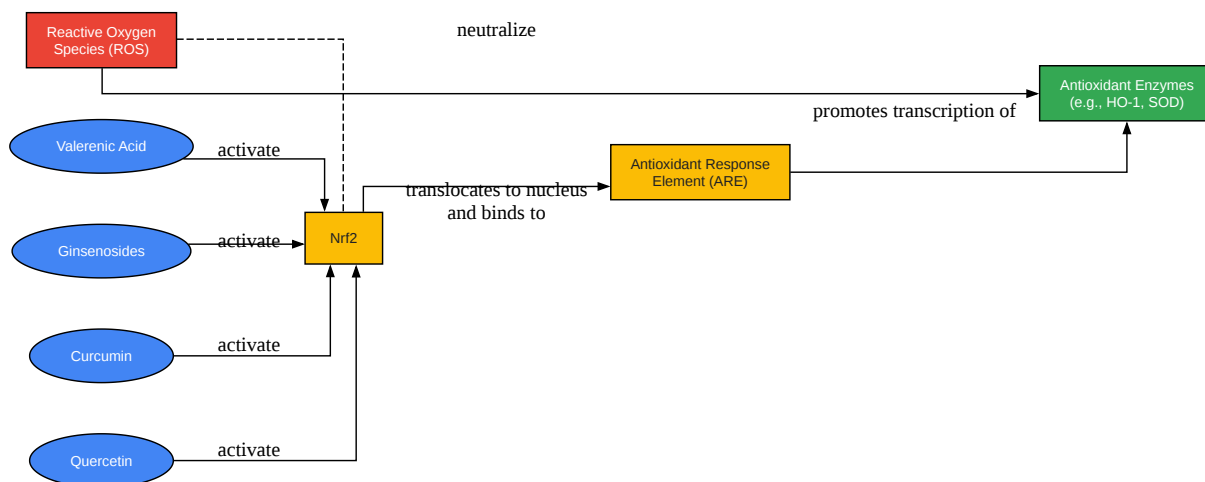 Reactive Oxygen
Species (ROS)
neutralize
Antioxidant Enzymes
(e.g., HO-1, SOD)
promotes transcription of
Valerenic Acid
activate
Antioxidant Response
Element (ARE)
translocates to nucleus
and binds to
Nrf2
Ginsenosides
activate
Curcumin
activate
Quercetin
activate